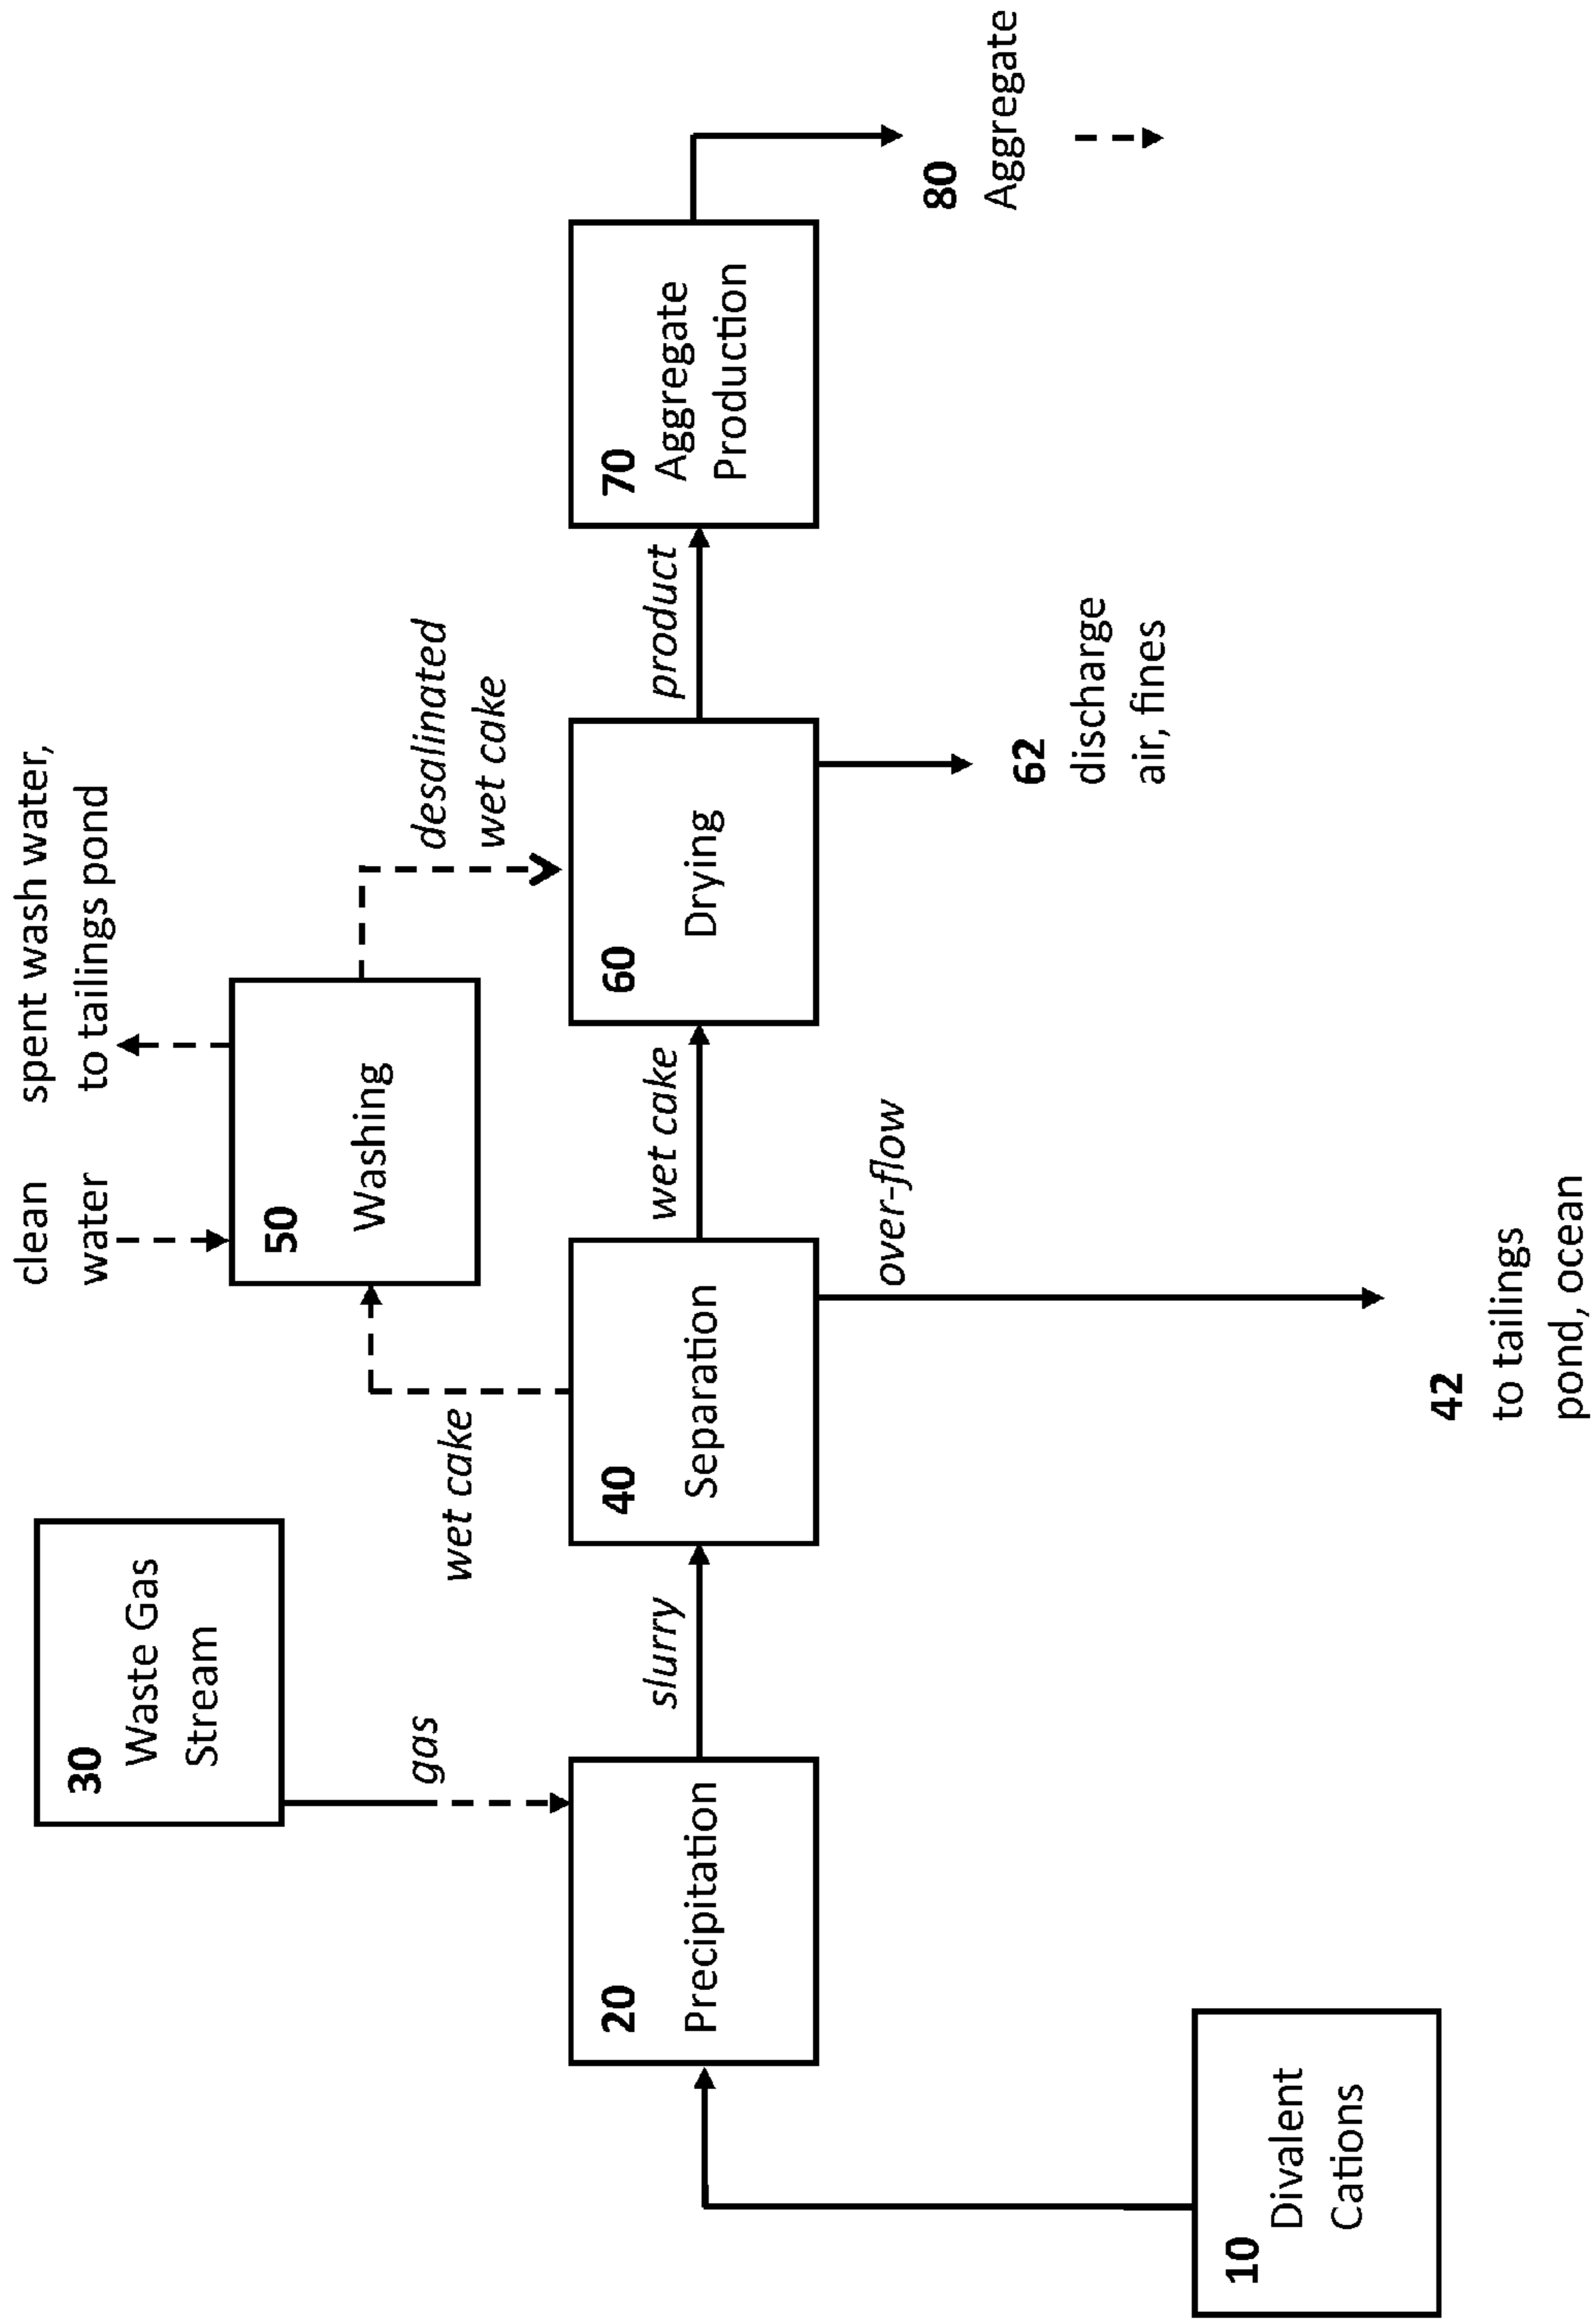 30
Waste Gas
Stream
clean
water
spent wash water,
to tailings pond
50
Washing
gas
wet cake
desalinated
wet cake
20
Precipitation
slurry
40
Separation
wet cake
60
Drying
product
70
Aggregate
Production
over-flow
62
discharge
air, fines
80
Aggregate
10
Divalent
Cations
42
to tailings
pond, ocean